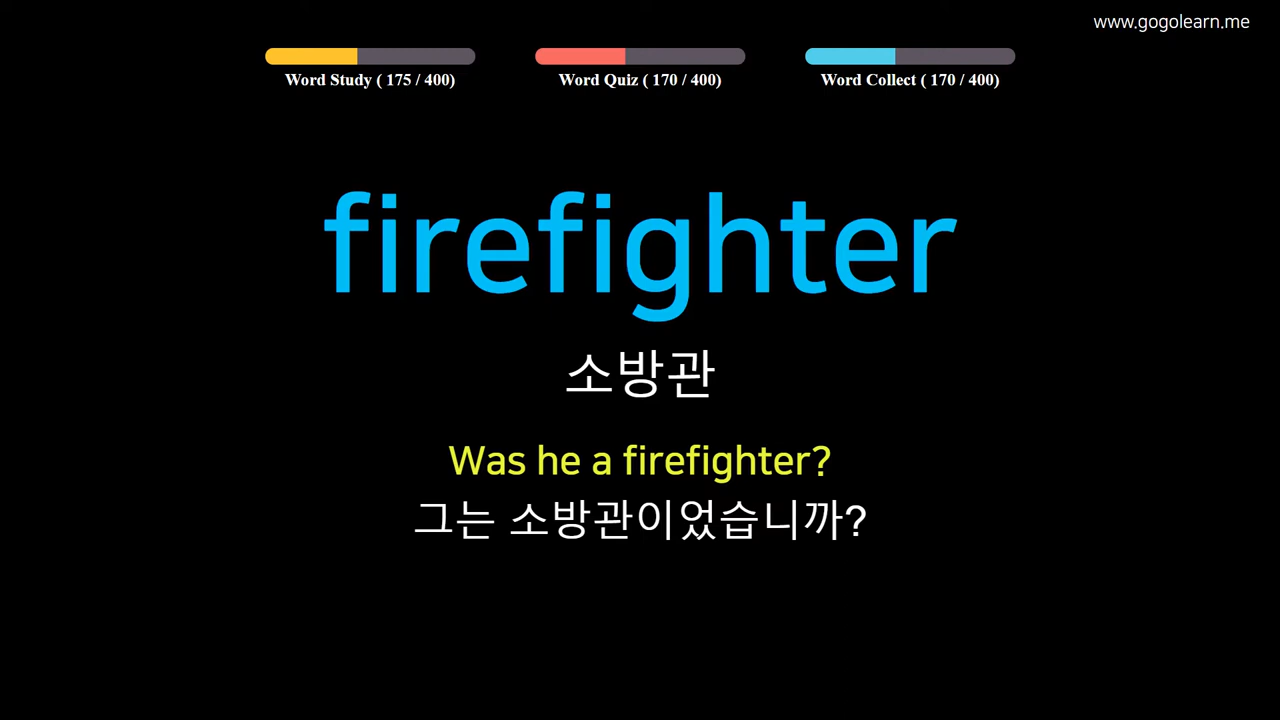 www.gogolearn.me
Word Study ( 175 / 400)
Word Quiz ( 170 / 400)
Word Collect ( 170 / 400)
firefighter
소방관
Was he a firefighter?
그는 소방관이었습니까?